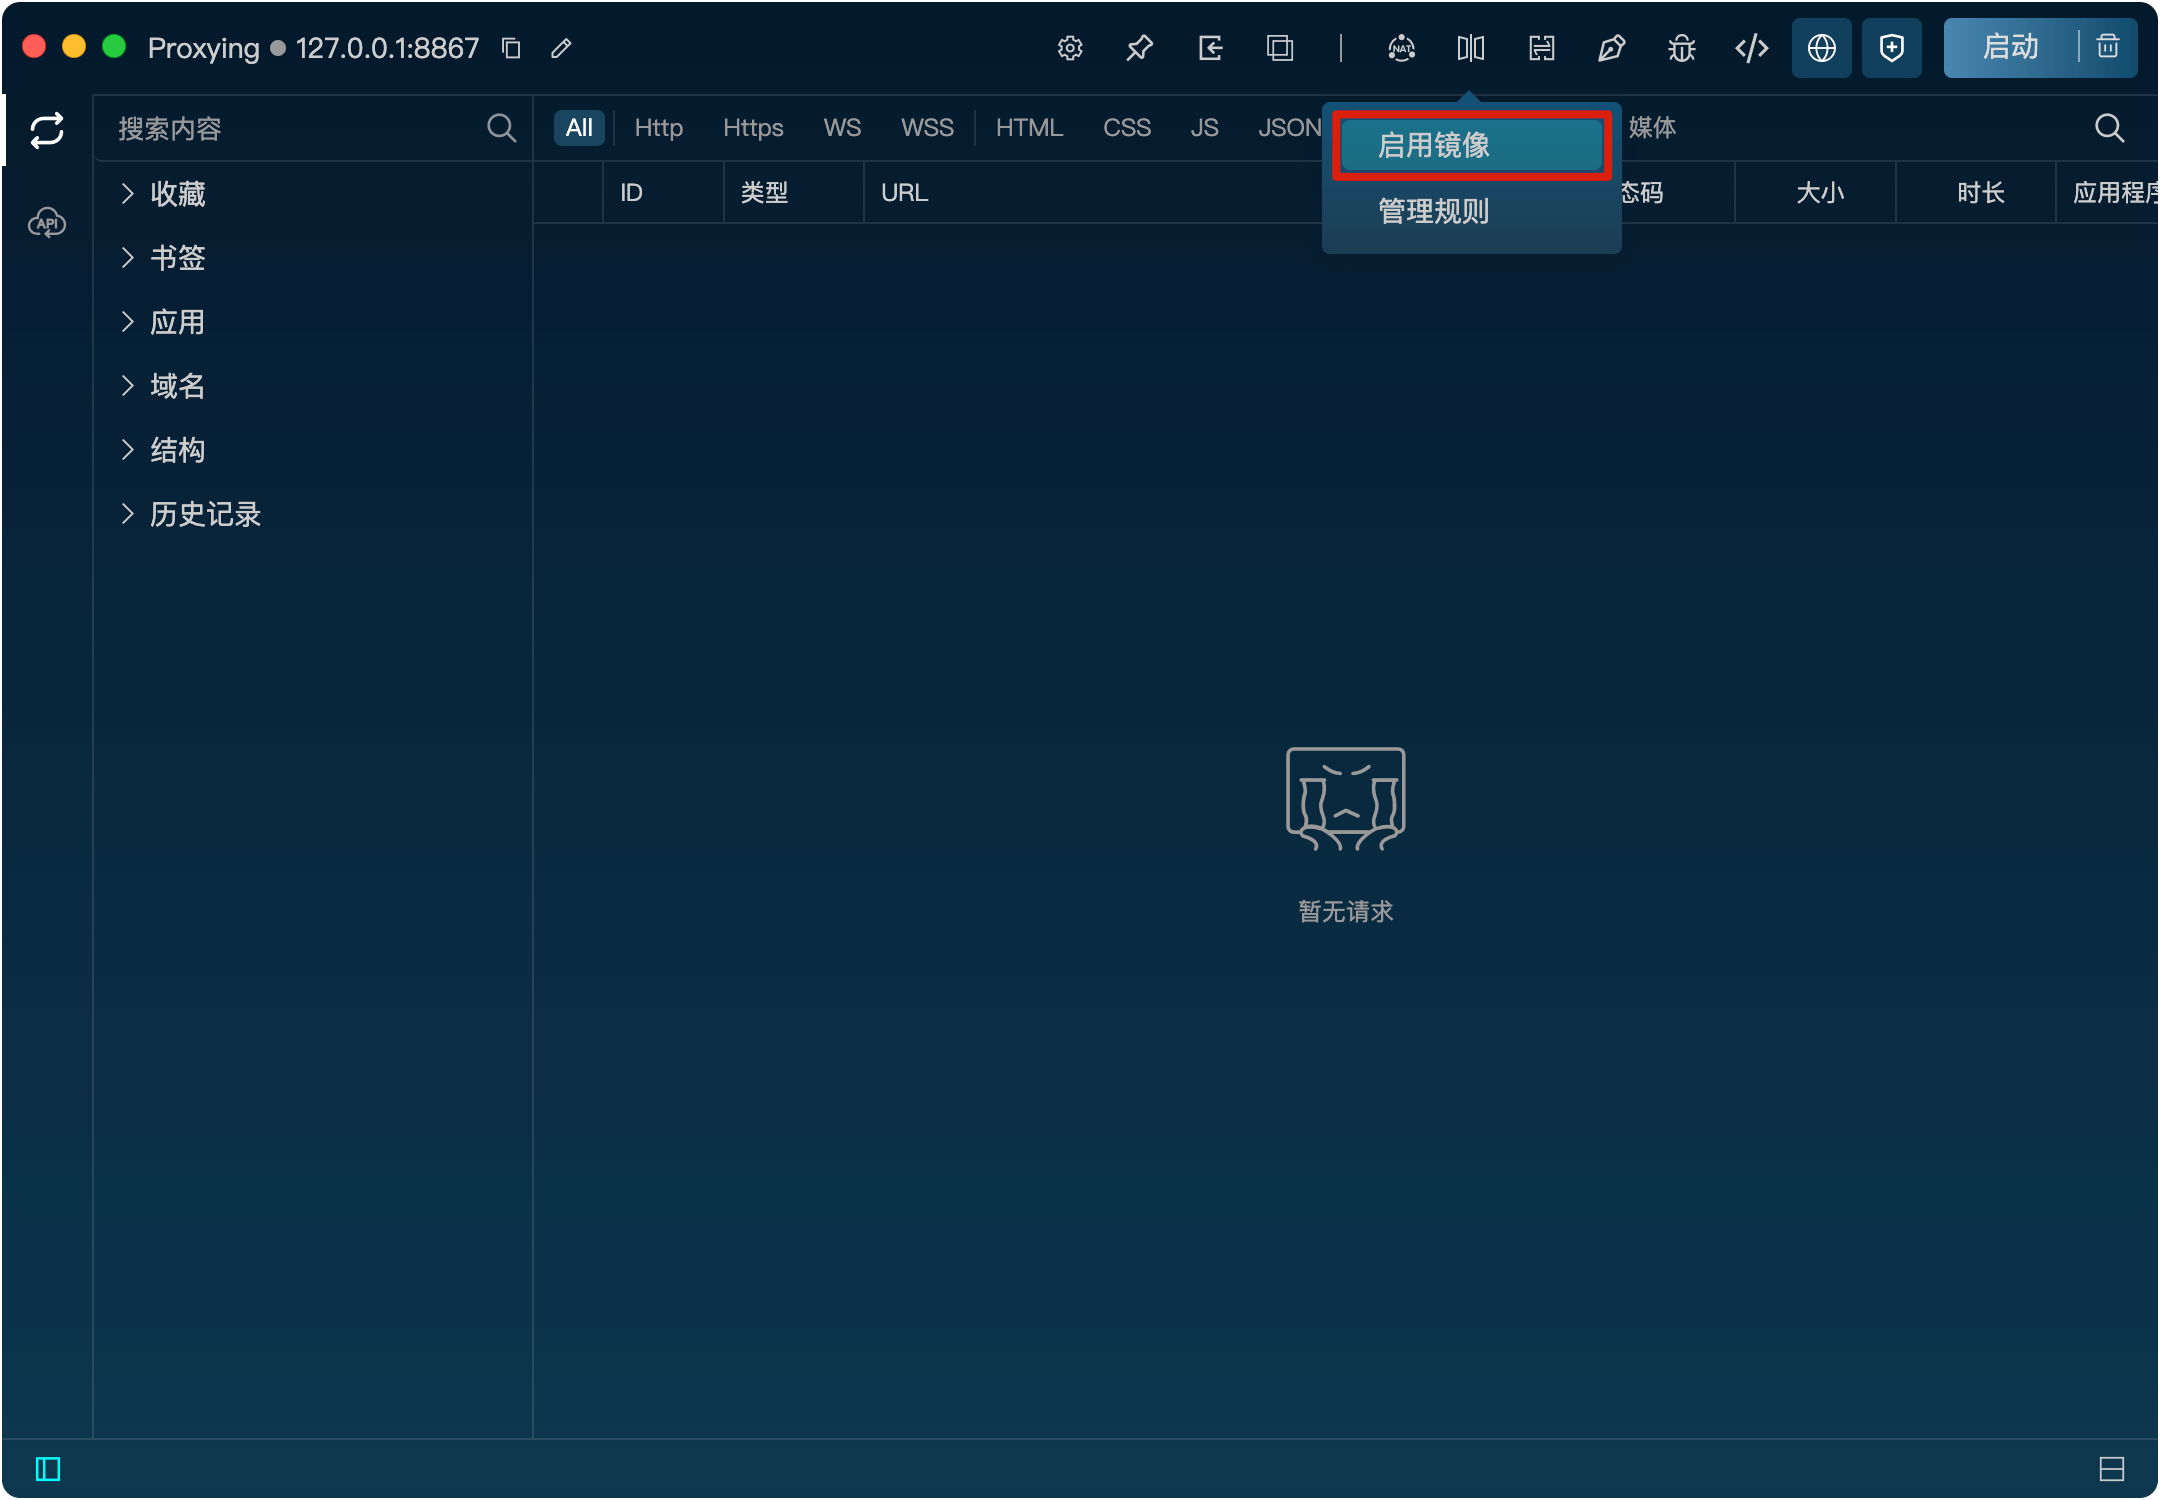 Proxying 127.0.0.1:8867
NAT
启动
搜索内容
All Http Https WS WSS HTML CSS JS JSON 媒体
启用镜像
管理规则
ID 类型 URL 态码 大小 时长 应用程序
API
收藏
书签
应用
域名
结构
历史记录
暂无请求